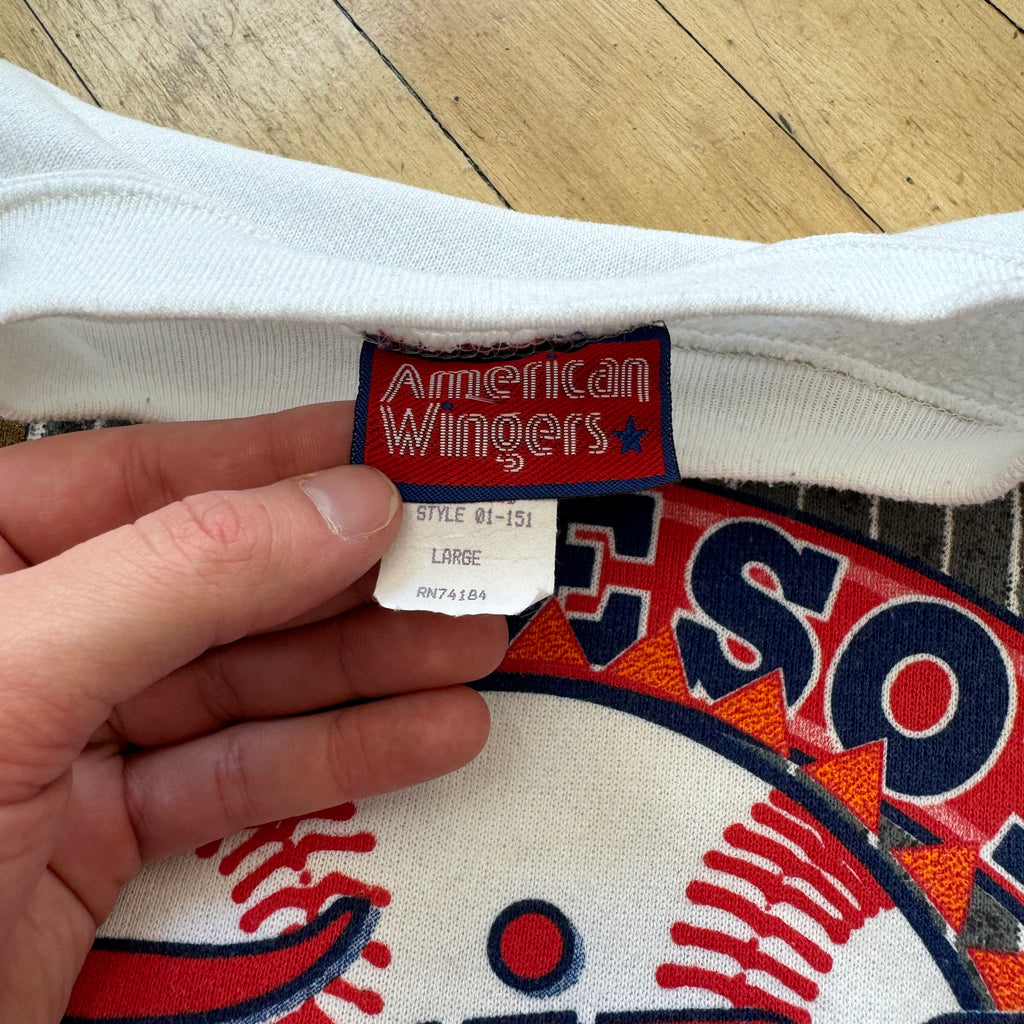 American
Wingers
STYLE 01-151
LARGE
RN74184
ESO